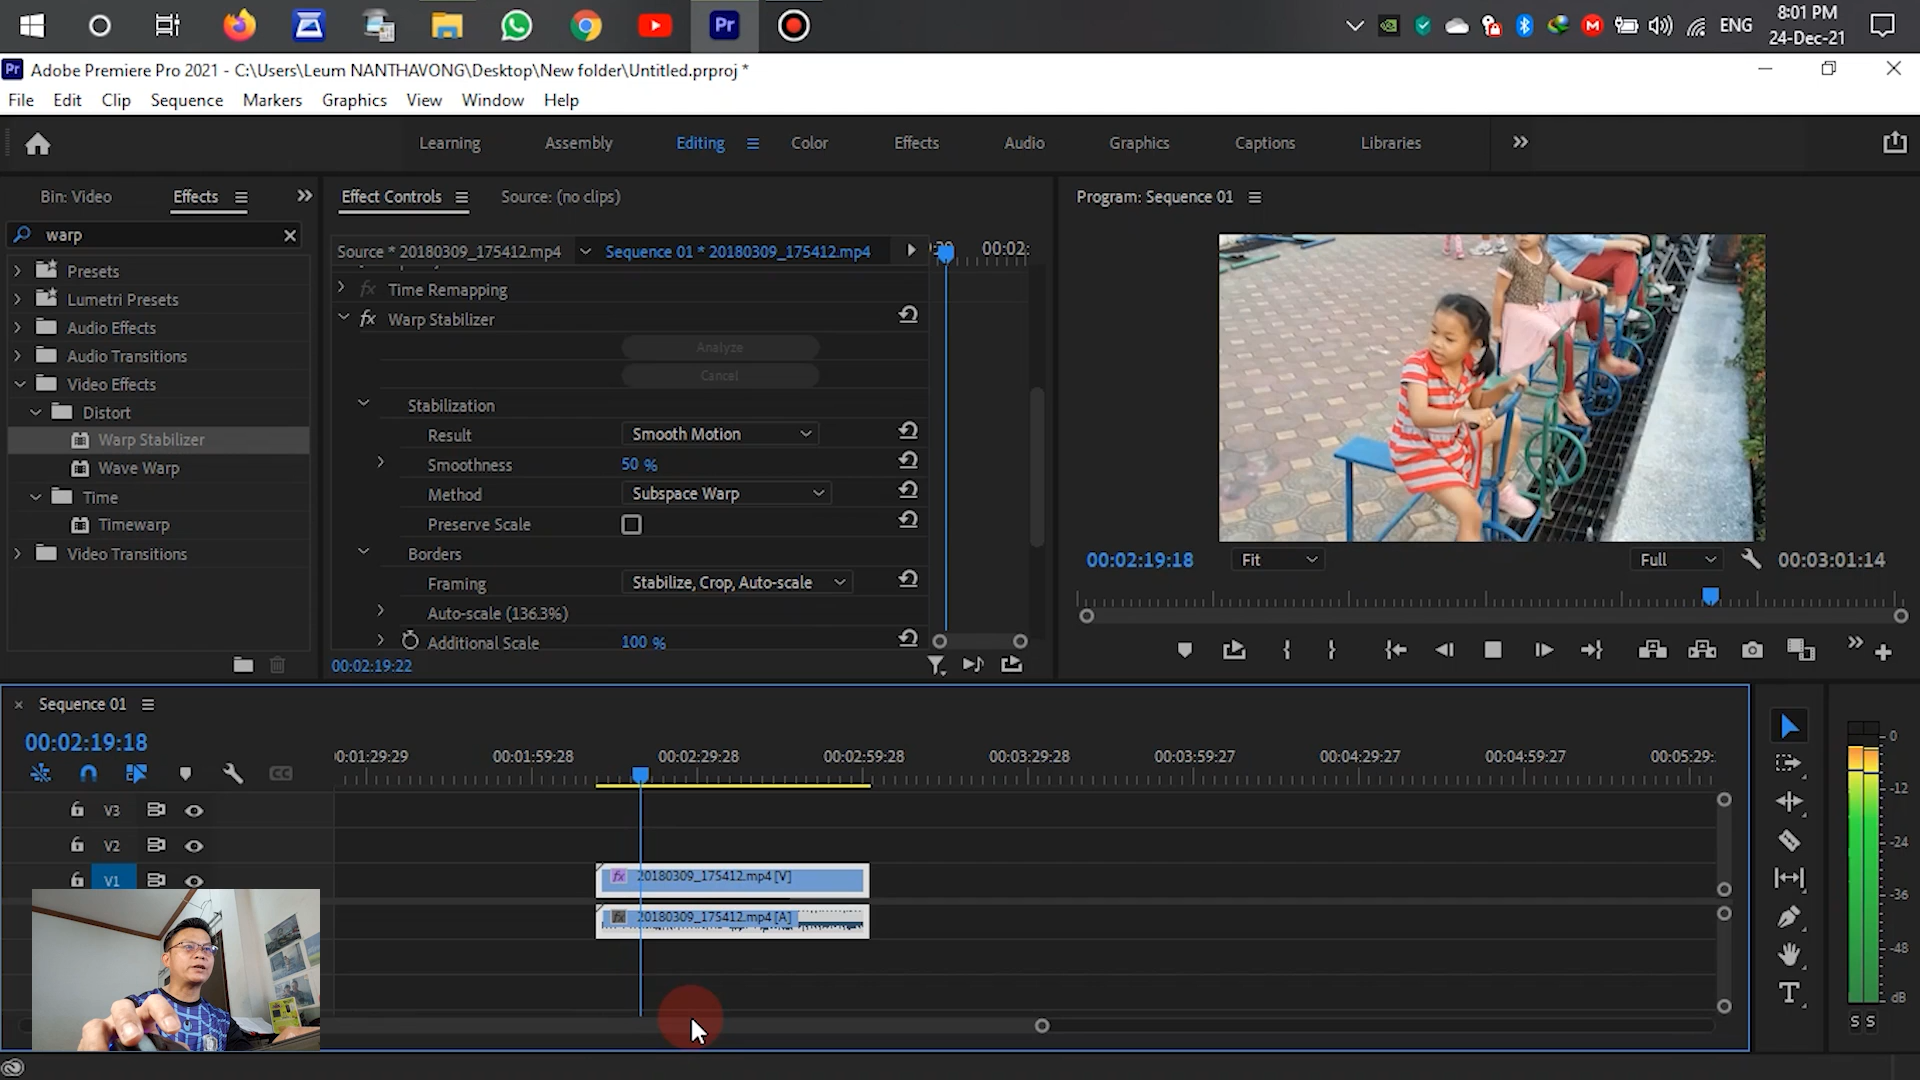 ENG
8:01 PM
24-Dec-21
Pr
Adobe Premiere Pro 2021 - C:\Users\Leum NANTHAVONG\Desktop\New folder\Untitled.prproj *
File Edit Clip Sequence Markers Graphics View Window Help
Learning Assembly Editing Color Effects Audio Graphics Captions Libraries
Bin: Video Effects
warp
Presets
Lumetri Presets
Audio Effects
Audio Transitions
Video Effects
Distort
Warp Stabilizer
Wave Warp
Time
Timewarp
Video Transitions
Effect Controls Source: (no clips)
Source * 20180309_175412.mp4 Sequence 01 * 20180309_175412.mp4
00:02:
fx Time Remapping
fx Warp Stabilizer
Analyze
Cancel
Stabilization
Result Smooth Motion
Smoothness 50 %
Method Subspace Warp
Preserve Scale
Borders
Framing Stabilize, Crop, Auto-scale
Auto-scale (136.3%)
Additional Scale 100 %
00:02:19:22
Program: Sequence 01
00:02:19:18 Fit Full 00:03:01:14
Sequence 01
00:02:19:18
00:01:29:29 00:01:59:28 00:02:29:28 00:02:59:28 00:03:29:28 00:03:59:27 00:04:29:27 00:04:59:27 00:05:29:
V3
V2
V1
fx 20180309_175412.mp4 [V]
fx 20180309_175412.mp4 [A]
0
-12
-24
-36
-48
dB
S S